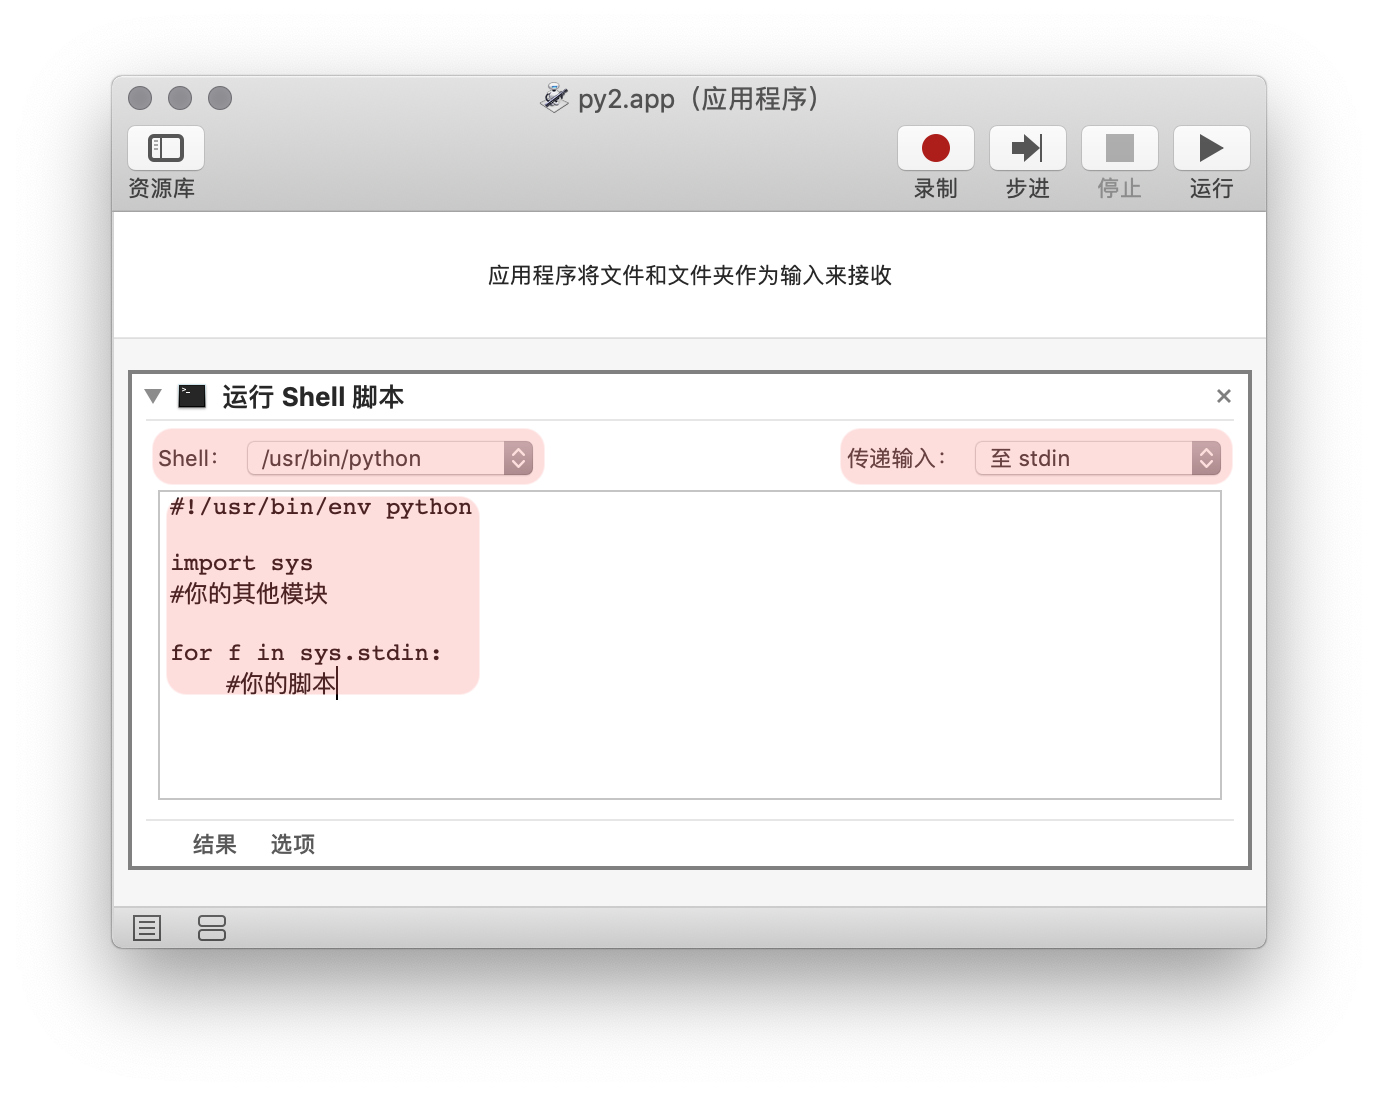 py2.app（应用程序）
资源库
录制
步进
停止
运行
应用程序将文件和文件夹作为输入来接收
运行 Shell 脚本
Shell： /usr/bin/python
传递输入： 至 stdin
#!/usr/bin/env python
import sys
#你的其他模块
for f in sys.stdin:
    #你的脚本
结果
选项